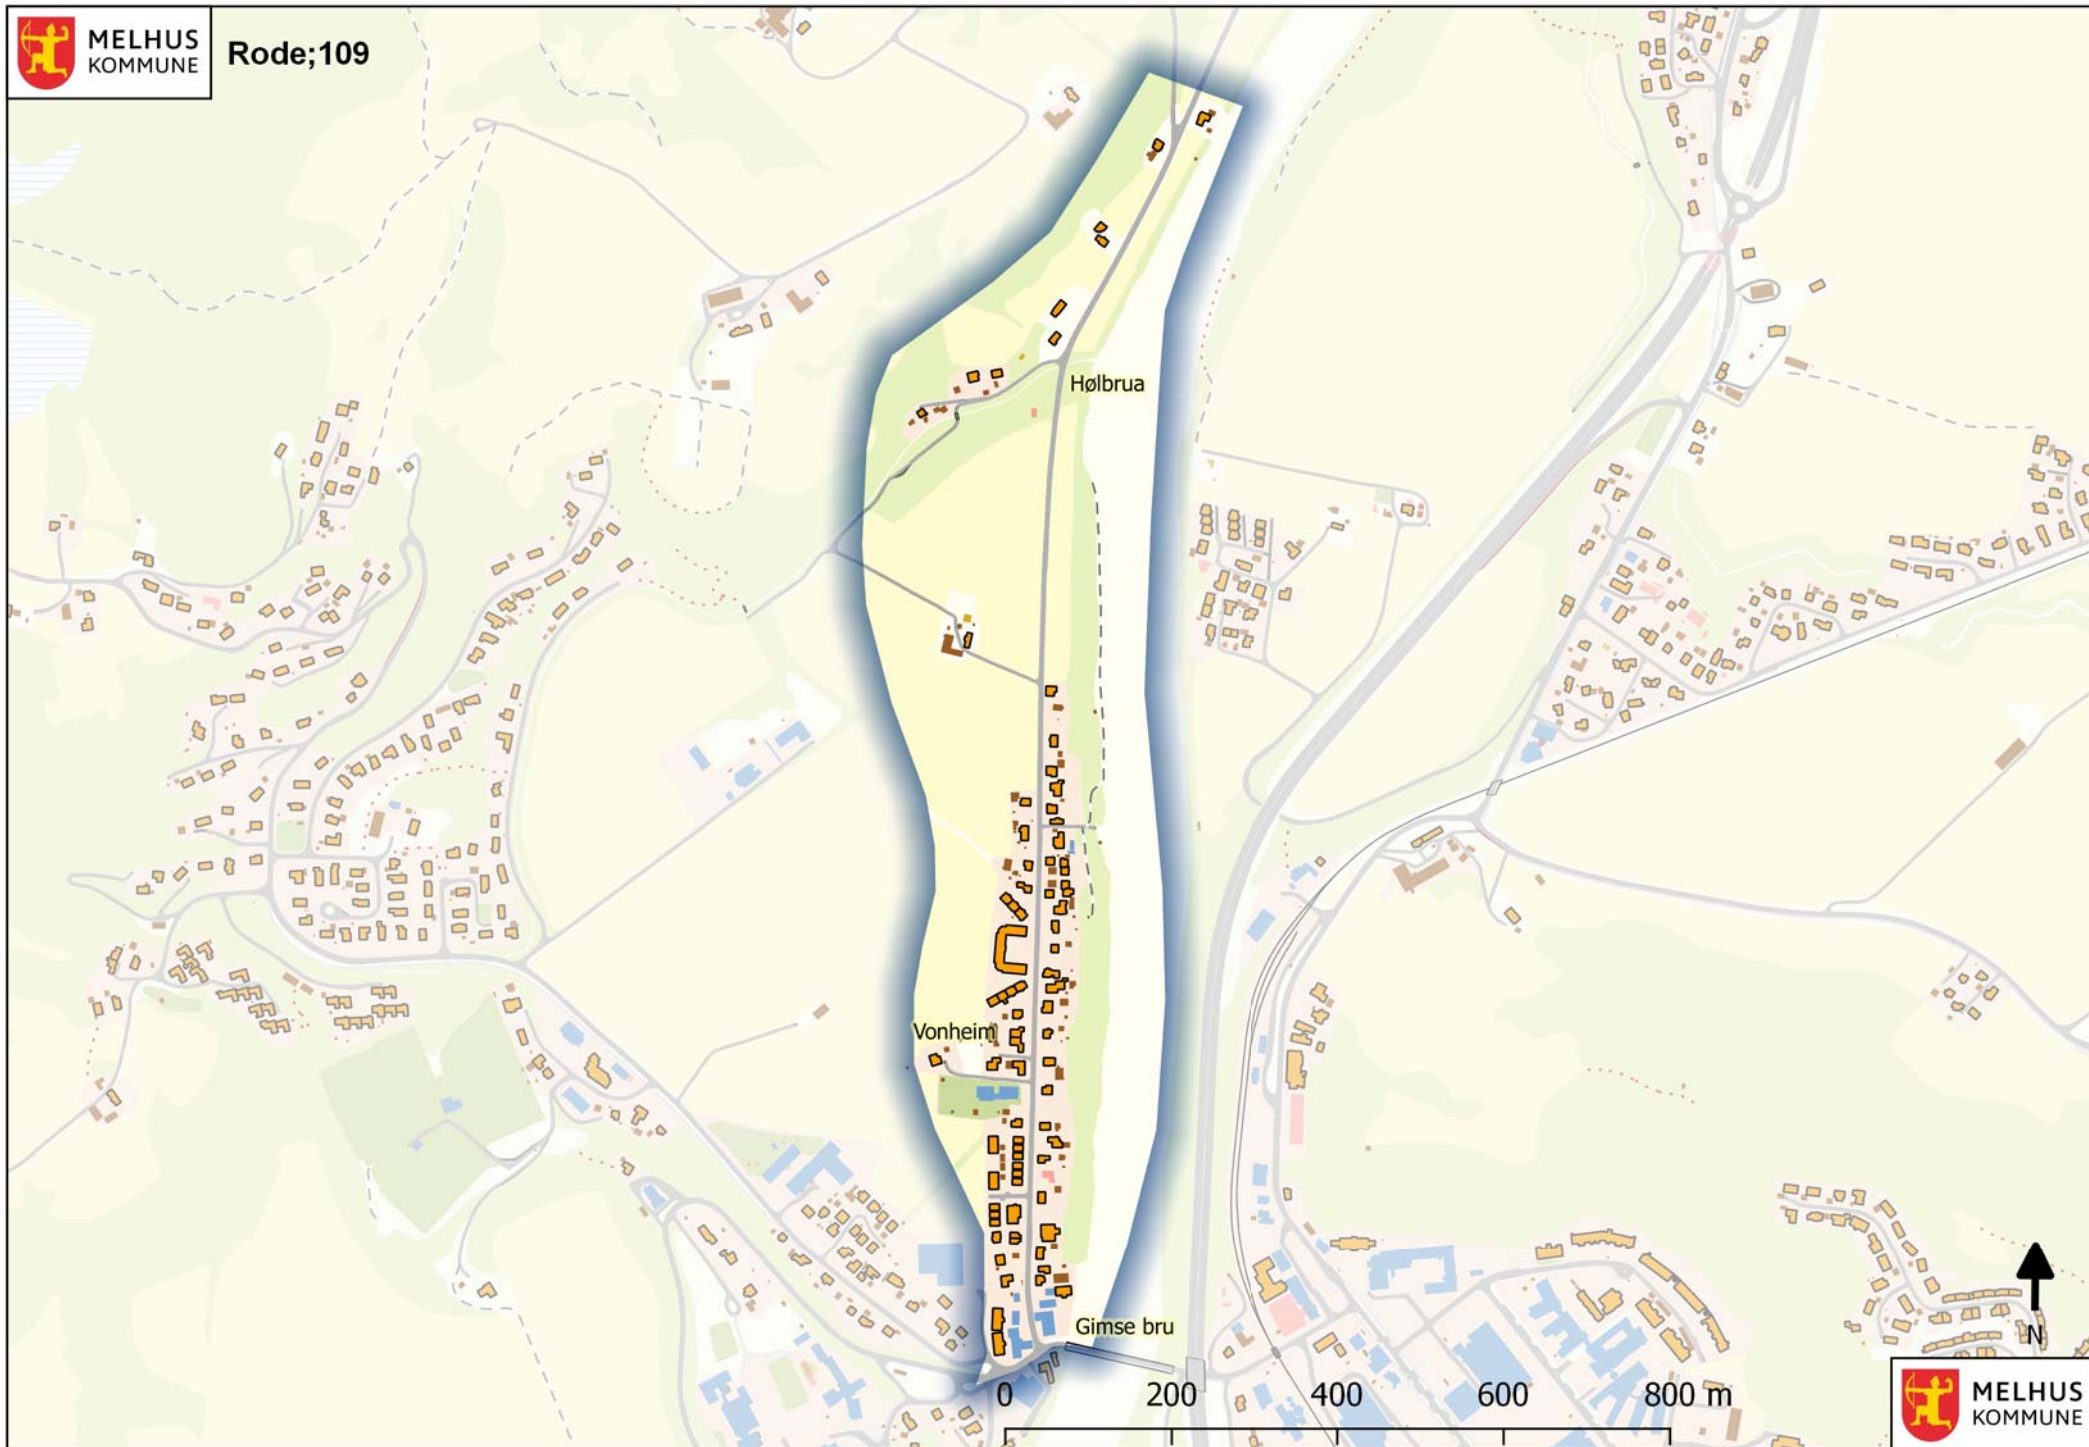 MELHUS
KOMMUNE
Rode;109
Hølbrua
Vonheim
Gimse bru
0 200 400 600 800 m
N
MELHUS
KOMMUNE